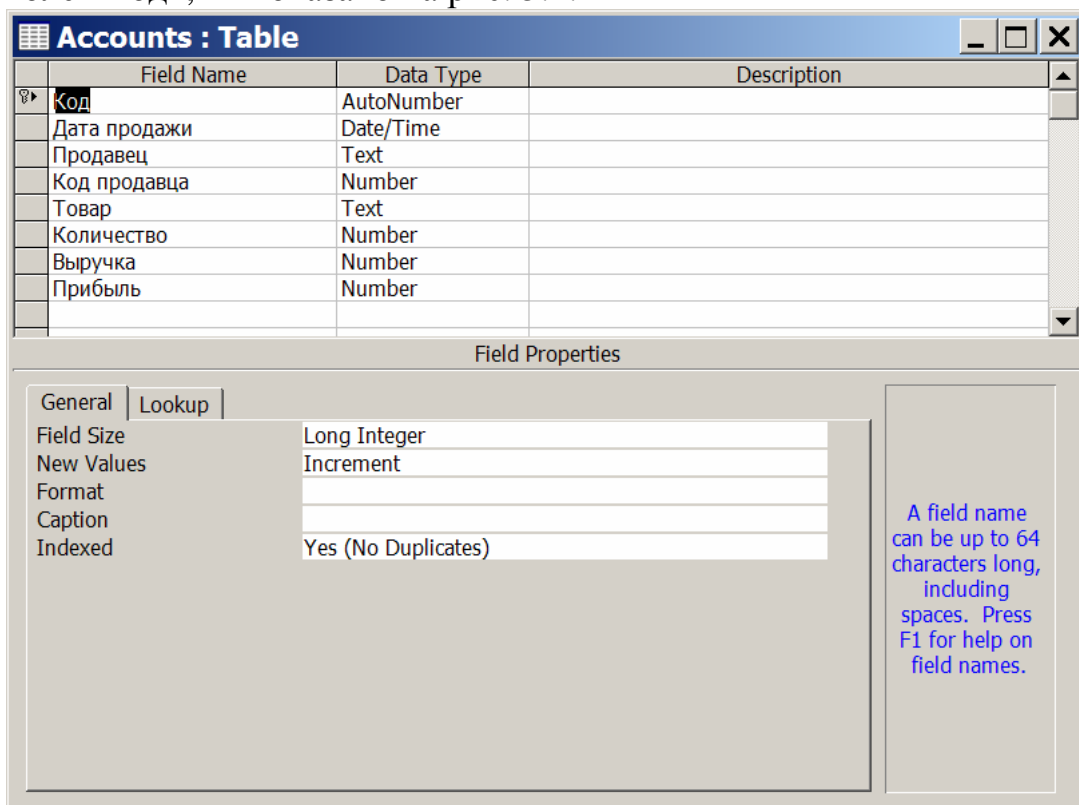 Accounts : Table
Field Name Data Type Description
Код AutoNumber
Дата продажи Date/Time
Продавец Text
Код продавца Number
Товар Text
Количество Number
Выручка Number
Прибыль Number
Field Properties
General Lookup
Field Size Long Integer
New Values Increment
Format
Caption
Indexed Yes (No Duplicates)
A field name
can be up to 64
characters long,
including
spaces. Press
F1 for help on
field names.